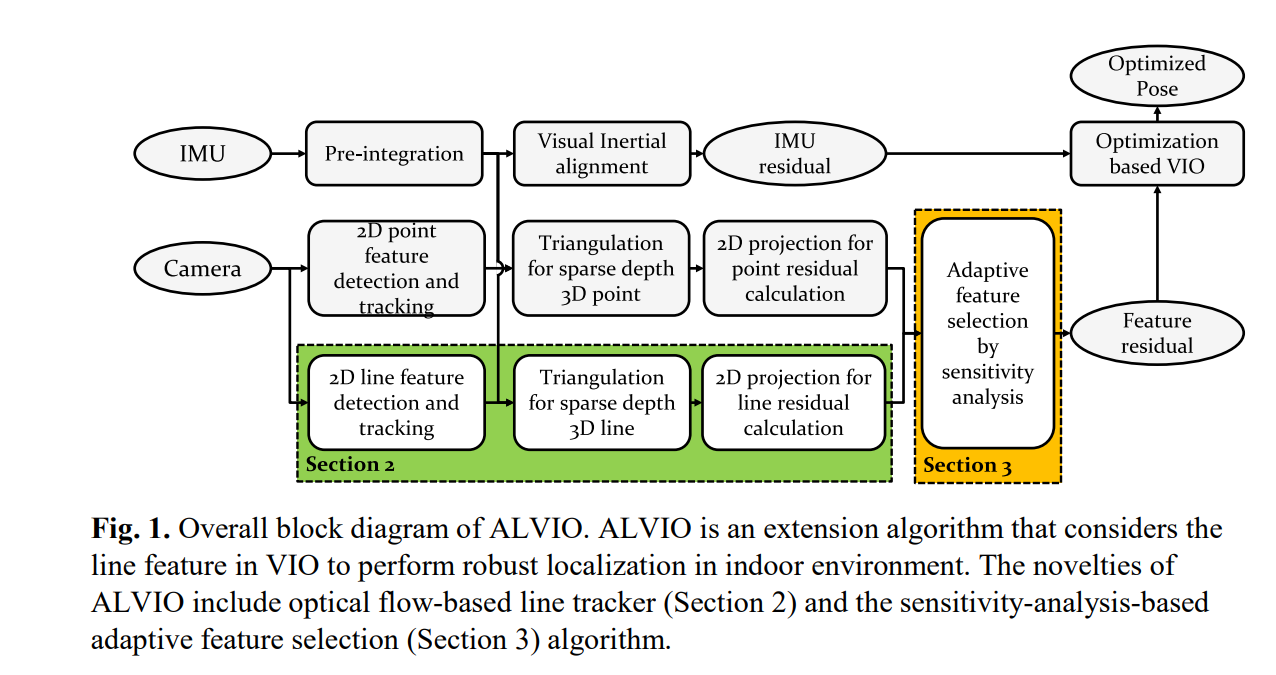 Optimized
Pose
IMU
Pre-integration
Visual Inertial
alignment
IMU
residual
Optimization
based VIO
Camera
2D point
feature
detection and
tracking
Triangulation
for sparse depth
3D point
2D projection for
point residual
calculation
Adaptive
feature
selection
by
sensitivity
analysis
Feature
residual
2D line feature
detection and
tracking
Triangulation
for sparse depth
3D line
2D projection for
line residual
calculation
Section 2
Section 3
Fig. 1. Overall block diagram of ALVIO. ALVIO is an extension algorithm that considers the
line feature in VIO to perform robust localization in indoor environment. The novelties of
ALVIO include optical flow-based line tracker (Section 2) and the sensitivity-analysis-based
adaptive feature selection (Section 3) algorithm.